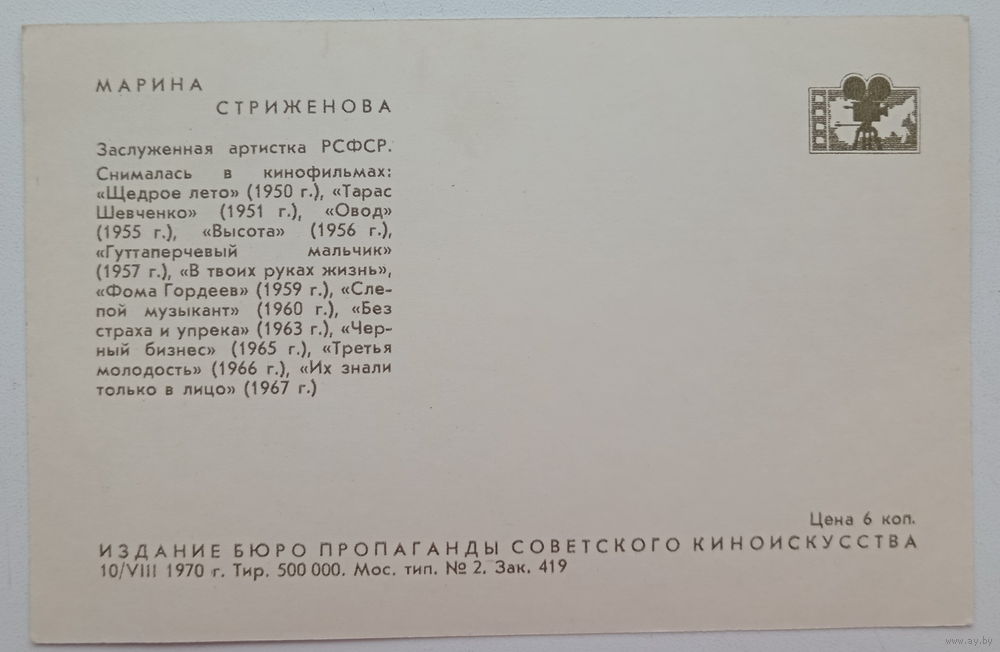 МАРИНА
СТРИЖЕНОВА
Заслуженная артистка РСФСР.
Снималась в кинофильмах:
«Щедрое лето» (1950 г.), «Тарас
Шевченко» (1951 г.), «Овод»
(1955 г.), «Высота» (1956 г.),
«Гуттаперчевый мальчик»
(1957 г.), «В твоих руках жизнь»,
«Фома Гордеев» (1959 г.), «Сле-
пой музыкант» (1960 г.), «Без
страха и упрека» (1963 г.), «Чер-
ный бизнес» (1965 г.), «Третья
молодость» (1966 г.), «Их знали
только в лицо» (1967 г.)
Цена 6 коп.
ИЗДАНИЕ БЮРО ПРОПАГАНДЫ СОВЕТСКОГО КИНОИСКУССТВА
10/VIII 1970 г. Тир. 500 000. Мос. тип. № 2. Зак. 419
www.ay.by